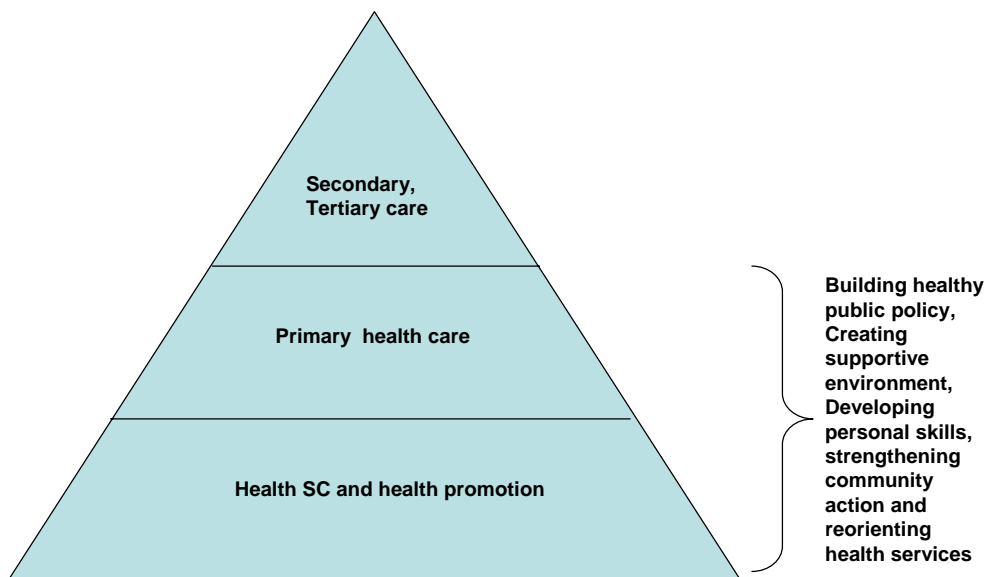 Secondary,
Tertiary care
Primary health care
Health SC and health promotion
Building healthy
public policy,
Creating
supportive
environment,
Developing
personal skills,
strengthening
community
action and
reorienting
health services